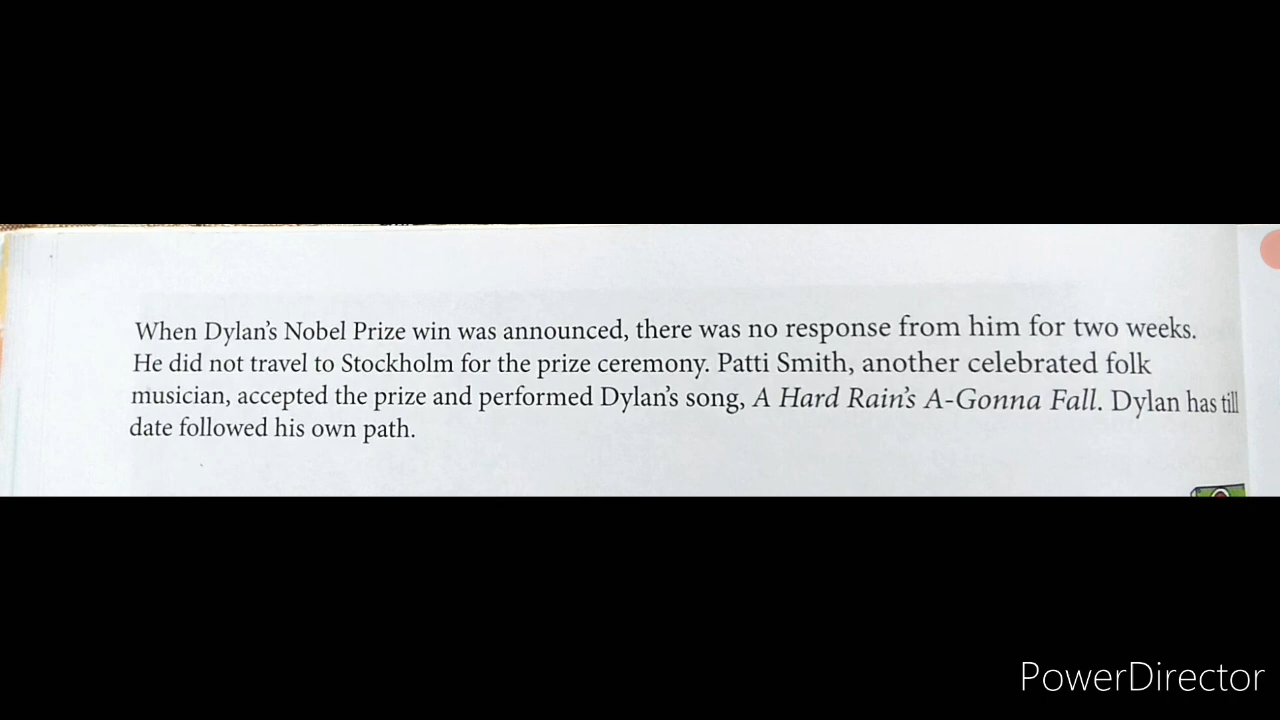 When Dylan's Nobel Prize win was announced, there was no response from him for two weeks.
He did not travel to Stockholm for the prize ceremony. Patti Smith, another celebrated folk
musician, accepted the prize and performed Dylan's song, A Hard Rain's A-Gonna Fall. Dylan has till
date followed his own path.
PowerDirector